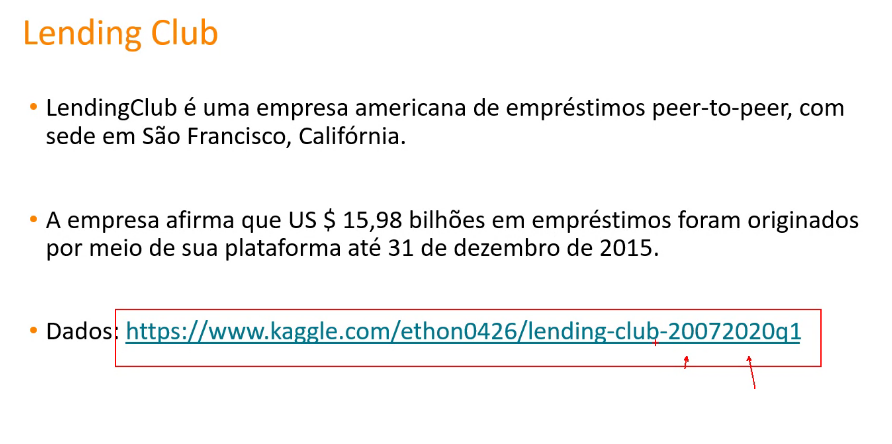 Lending Club
• LendingClub é uma empresa americana de empréstimos peer-to-peer, com
sede em São Francisco, Califórnia.
• A empresa afirma que US $ 15,98 bilhões em empréstimos foram originados
por meio de sua plataforma até 31 de dezembro de 2015.
• Dados: https://www.kaggle.com/ethon0426/lending-club-20072020q1